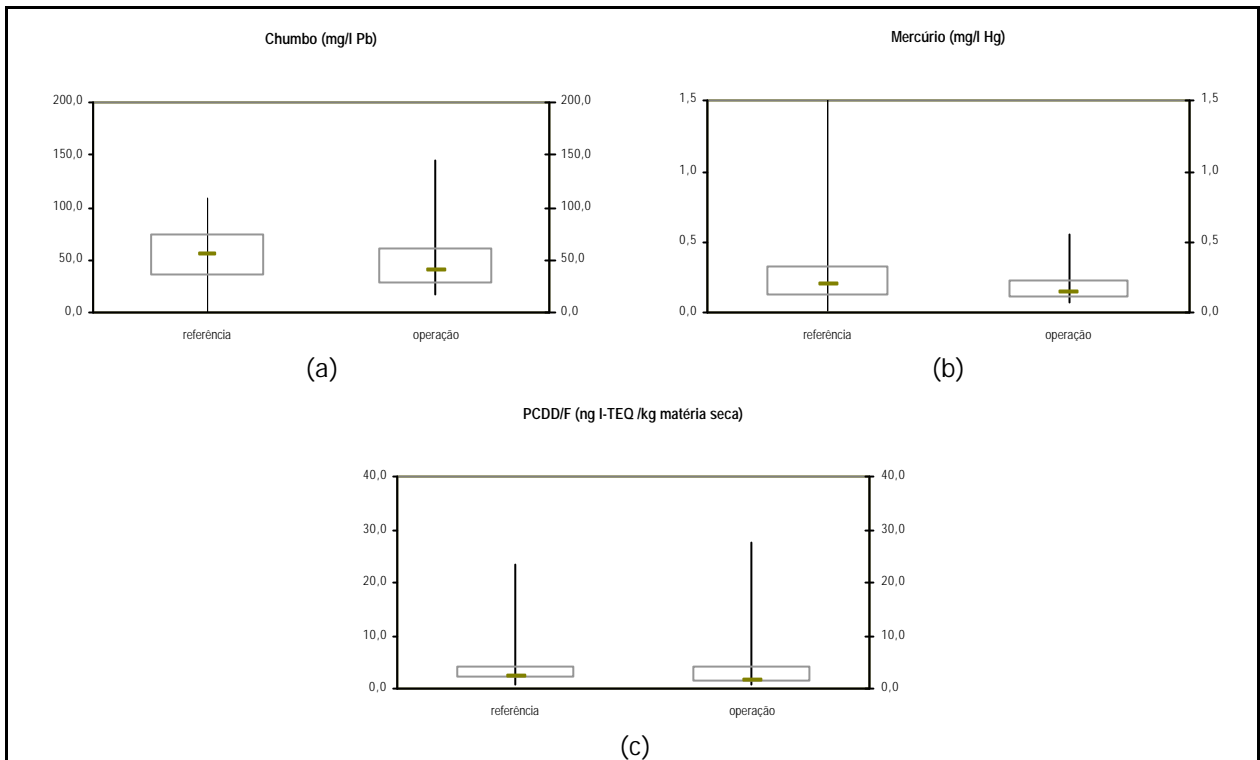 Chumbo (mg/l Pb)
200,0 200,0
150,0 150,0
100,0 100,0
50,0 50,0
0,0 0,0
referência operação
(a)
Mercúrio (mg/l Hg)
1,5 1,5
1,0 1,0
0,5 0,5
0,0 0,0
referência operação
(b)
PCDD/F (ng I-TEQ /kg matéria seca)
40,0 40,0
30,0 30,0
20,0 20,0
10,0 10,0
0,0 0,0
referência operação
(c)